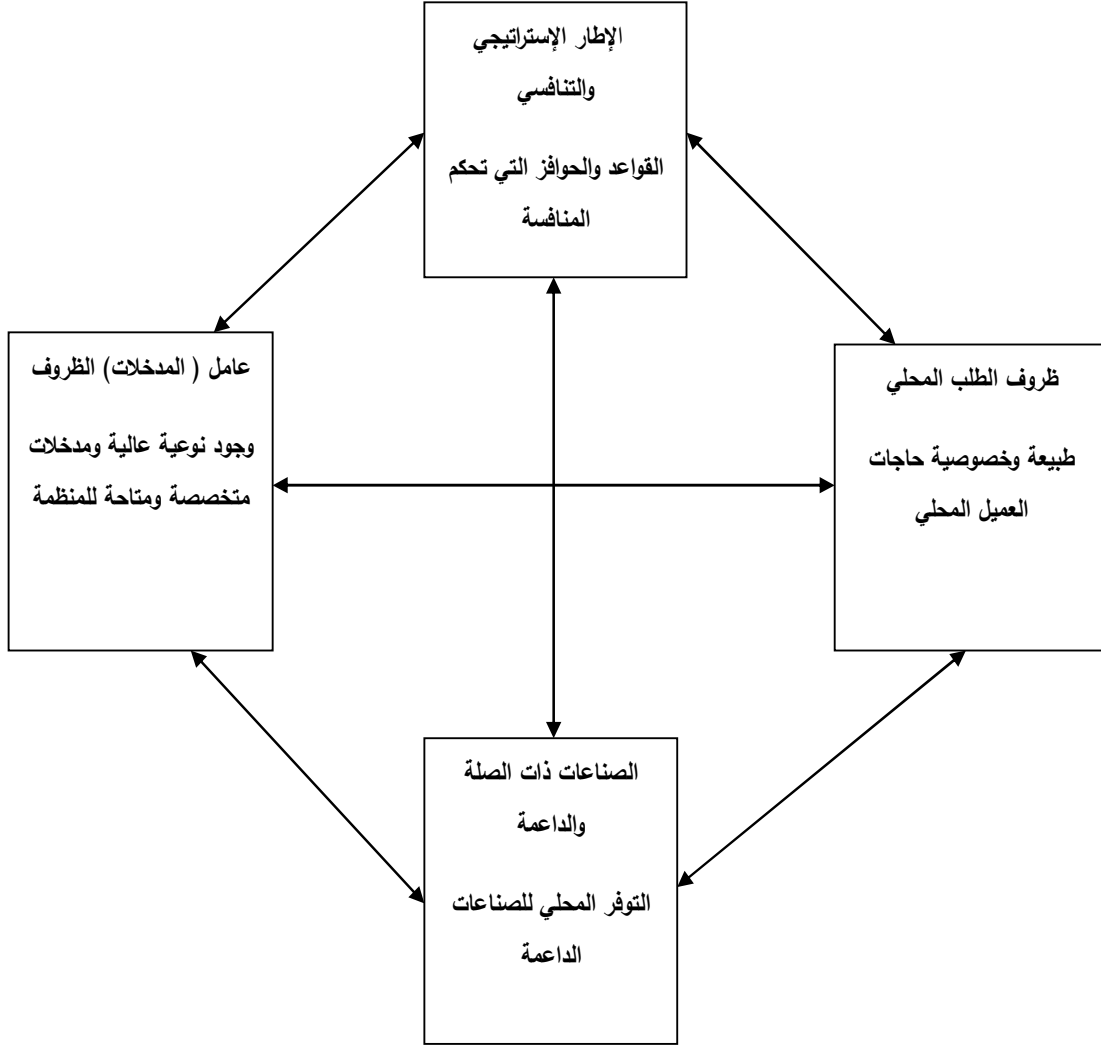 الإطار الإستراتيجي
والتنافسي
القواعد والحوافز التي تحكم
المنافسة
عامل ( المدخلات) الظروف
وجود نوعية عالية ومدخلات
متخصصة ومتاحة للمنظمة
ظروف الطلب المحلي
طبيعة وخصوصية حاجات
العميل المحلي
الصناعات ذات الصلة
والداعمة
التوفر المحلي للصناعات
الداعمة